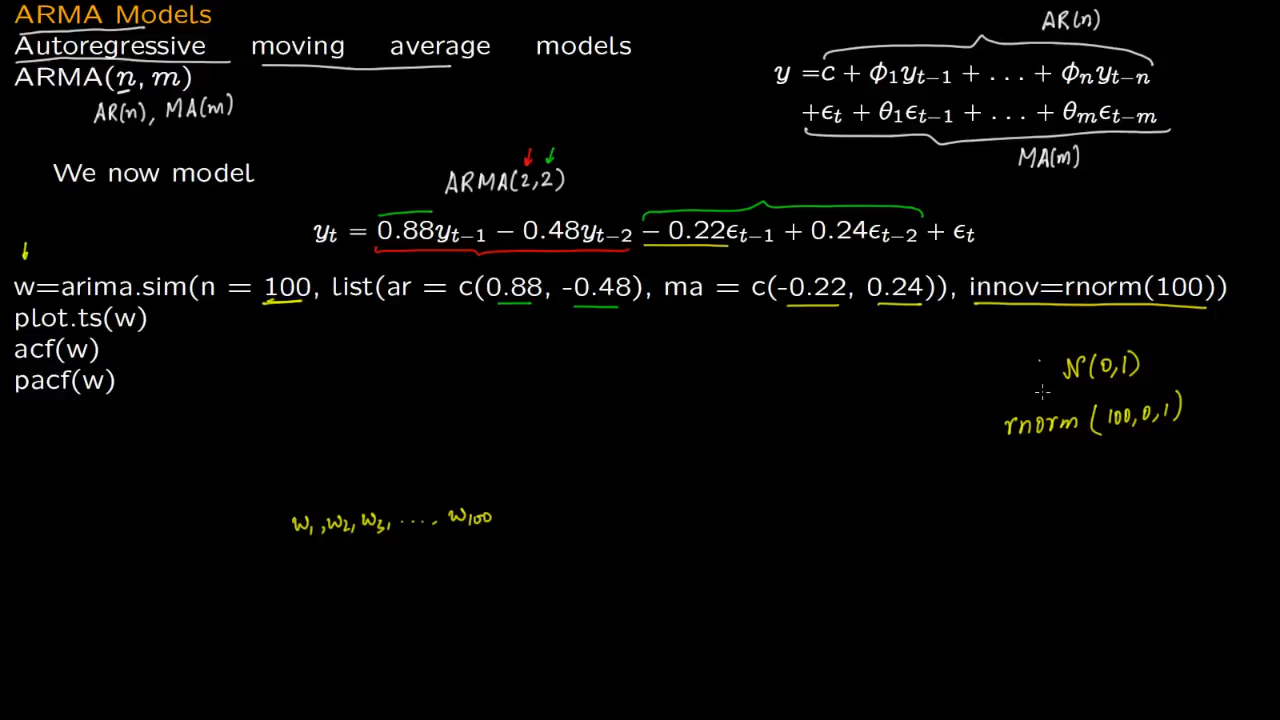 ARMA Models
Autoregressive moving average models
ARMA(n, m)
AR(n), MA(m)
AR(n)
y = c + ϕ₁yₜ₋₁ + . . . + ϕₙyₜ₋ₙ
+ϵₜ + θ₁ϵₜ₋₁ + . . . + θₘϵₜ₋ₘ
MA(m)
We now model
ARMA(2,2)
yₜ = 0.88yₜ₋₁ − 0.48yₜ₋₂ − 0.22ϵₜ₋₁ + 0.24ϵₜ₋₂ + ϵₜ
w=arima.sim(n = 100, list(ar = c(0.88, -0.48), ma = c(-0.22, 0.24)), innov=rnorm(100))
plot.ts(w)
acf(w)
pacf(w)
N(0,1)
rnorm (100,0,1)
w₁,w₂,w₃, ...., w₁₀₀